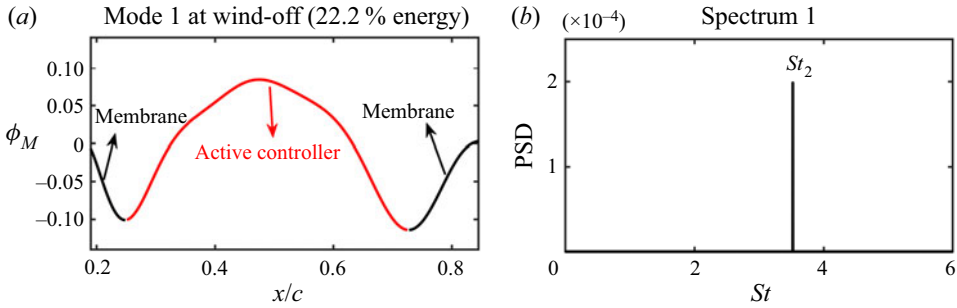 (a) Mode 1 at wind-off (22.2 % energy)
0.10
0.05
0
−0.05
−0.10
ϕM
Membrane
Membrane
Active controller
0.2 0.4 0.6 0.8
x/c
(b) (×10−4) Spectrum 1
2
1
PSD
St2
0 2 4 6
St